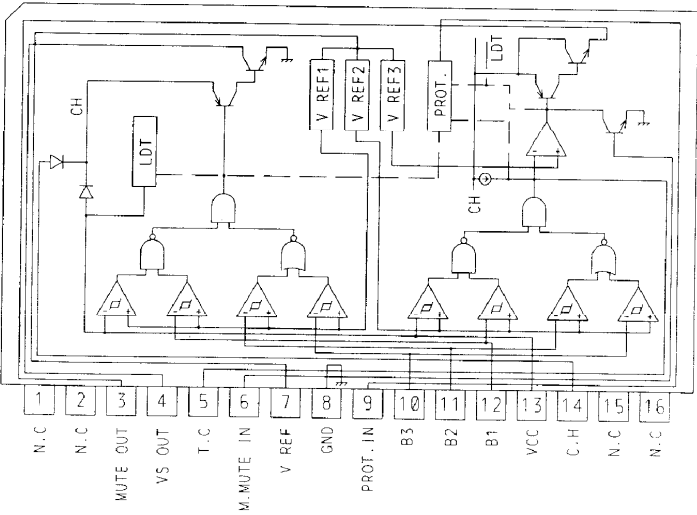 CH
LDT
V REF1
V REF2
V REF3
PROT.
LDT
CH
1
2
3
4
5
6
7
8
9
10
11
12
13
14
15
16
N.C
N.C
MUTE OUT
VS OUT
T.C
M.MUTE IN
V REF
GND
PROT.IN
B3
B2
B1
VCC
C.H
N.C
N.C